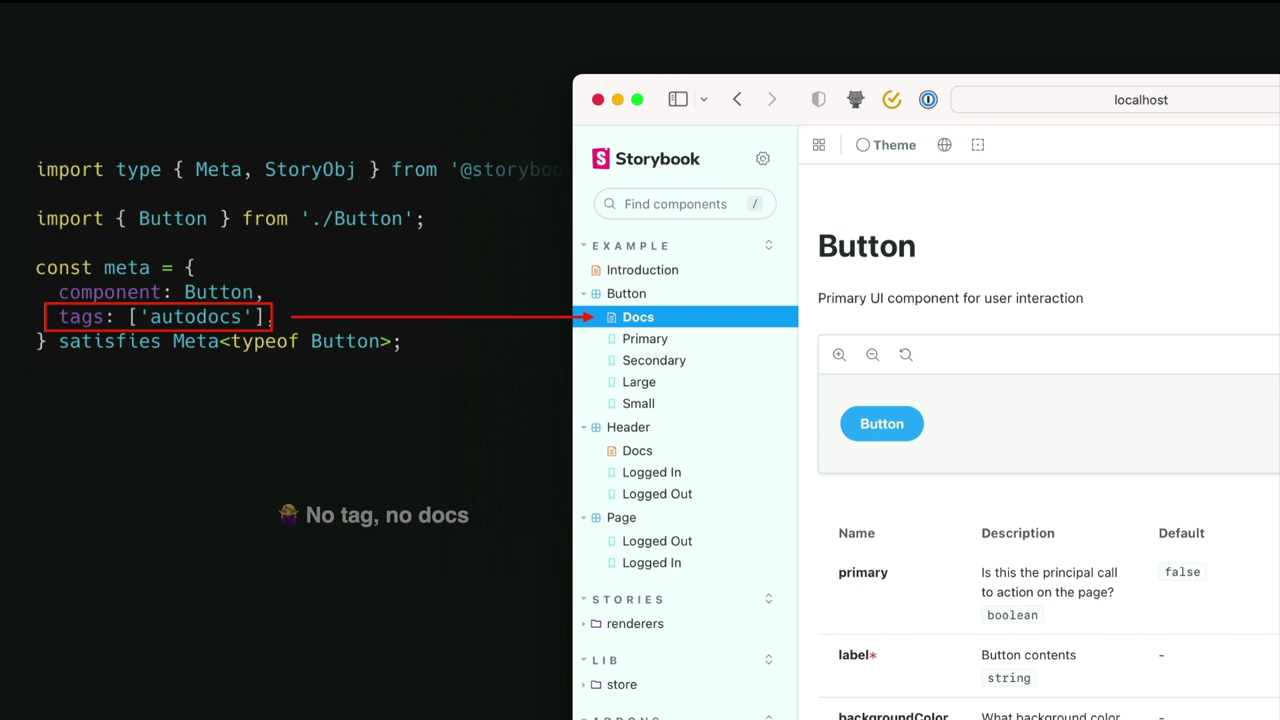 import type { Meta, StoryObj } from '@storyboo
import { Button } from './Button';
const meta = {
component: Button,
tags: ['autodocs'],
} satisfies Meta<typeof Button>;
No tag, no docs
localhost
Storybook
Find components /
EXAMPLE
Introduction
Button
Docs
Primary
Secondary
Large
Small
Header
Docs
Logged In
Logged Out
Page
Logged Out
Logged In
STORIES
renderers
LIB
store
ADDONS
Theme
Button
Primary UI component for user interaction
Button
Name Description Default
primary Is this the principal call false
to action on the page?
boolean
label* Button contents -
string
backgroundColor What background color -